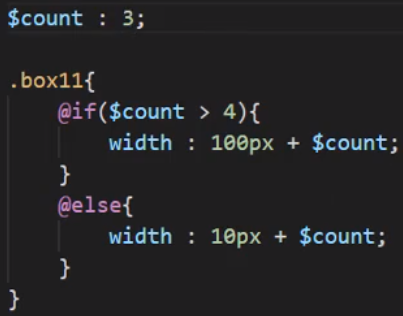 $count : 3;
.box11{
@if($count > 4){
width : 100px + $count;
}
@else{
width : 10px + $count;
}
}